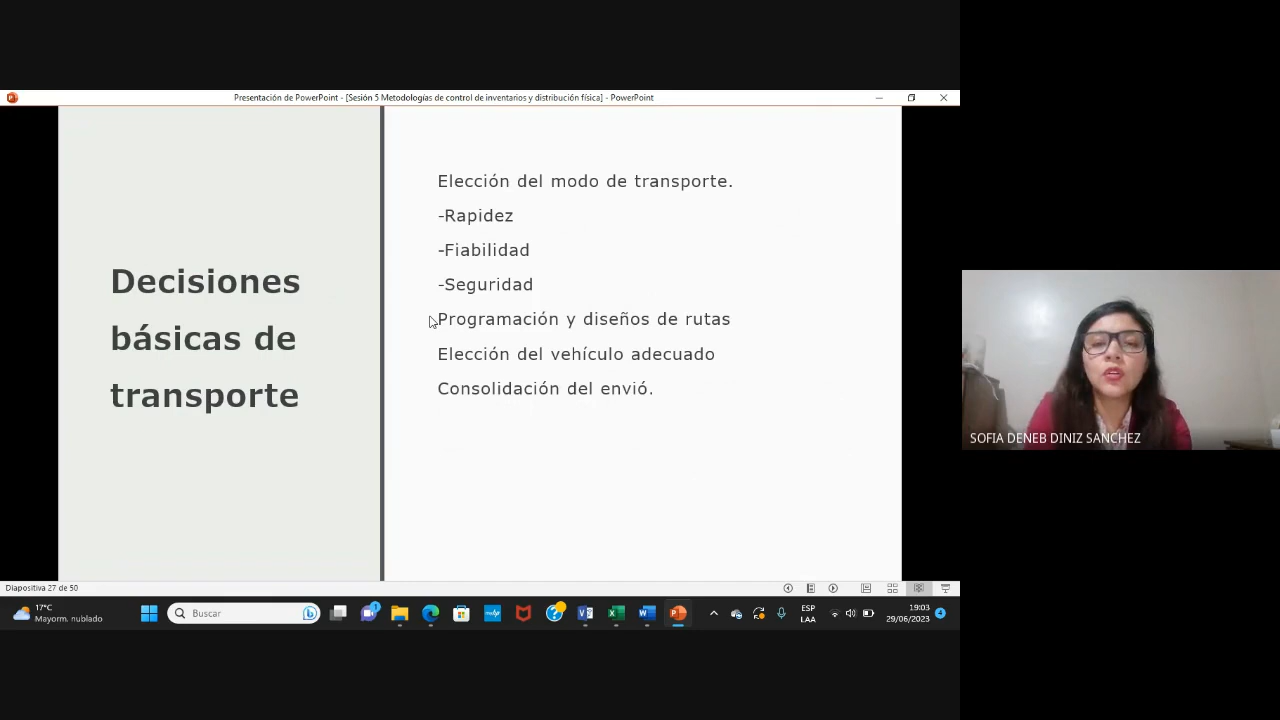 Presentación de PowerPoint - [Sesión 5 Metodologías de control de inventarios y distribución física] - PowerPoint
Decisiones
básicas de
transporte
Elección del modo de transporte.
-Rapidez
-Fiabilidad
-Seguridad
Programación y diseños de rutas
Elección del vehículo adecuado
Consolidación del envió.
SOFIA DENEB DINIZ SANCHEZ
Diapositiva 27 de 50
17°C
Mayorm. nublado
Buscar
ESP
LAA
19:03
29/06/2023